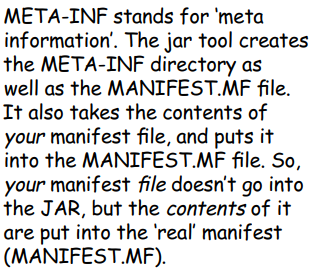 META-INF stands for ‘meta
information’. The jar tool creates
the META-INF directory as
well as the MANIFEST.MF file.
It also takes the contents of
your manifest file, and puts it
into the MANIFEST.MF file. So,
your manifest file doesn’t go into
the JAR, but the contents of it
are put into the ‘real’ manifest
(MANIFEST.MF).